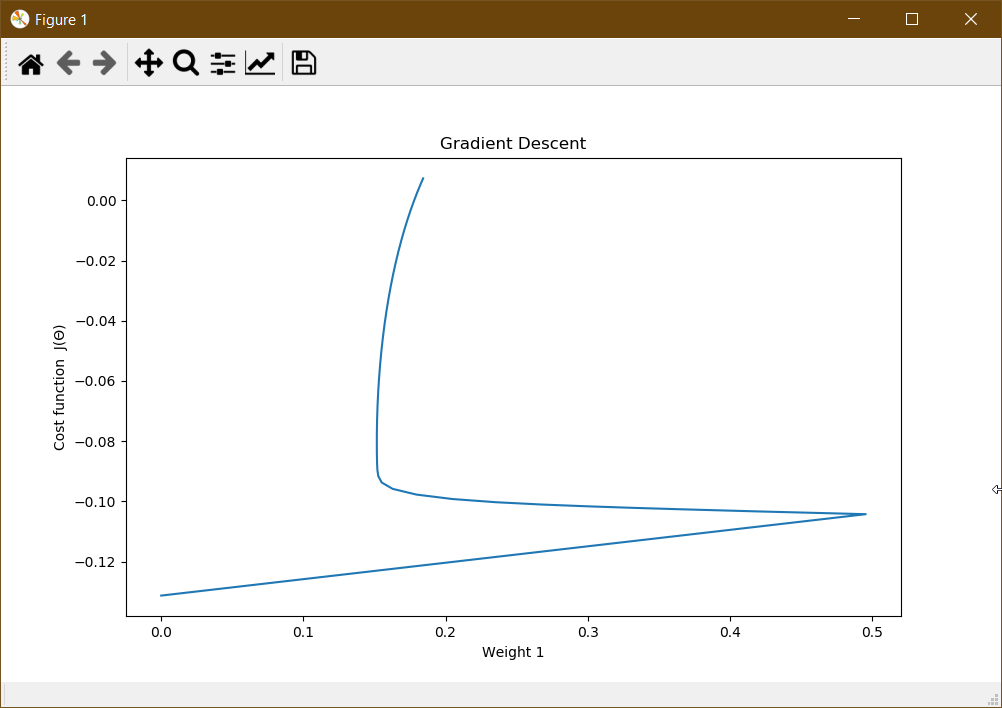 Figure 1
Gradient Descent
0.00
−0.02
−0.04
−0.06
−0.08
−0.10
−0.12
Cost function J(Θ)
0.0 0.1 0.2 0.3 0.4 0.5
Weight 1